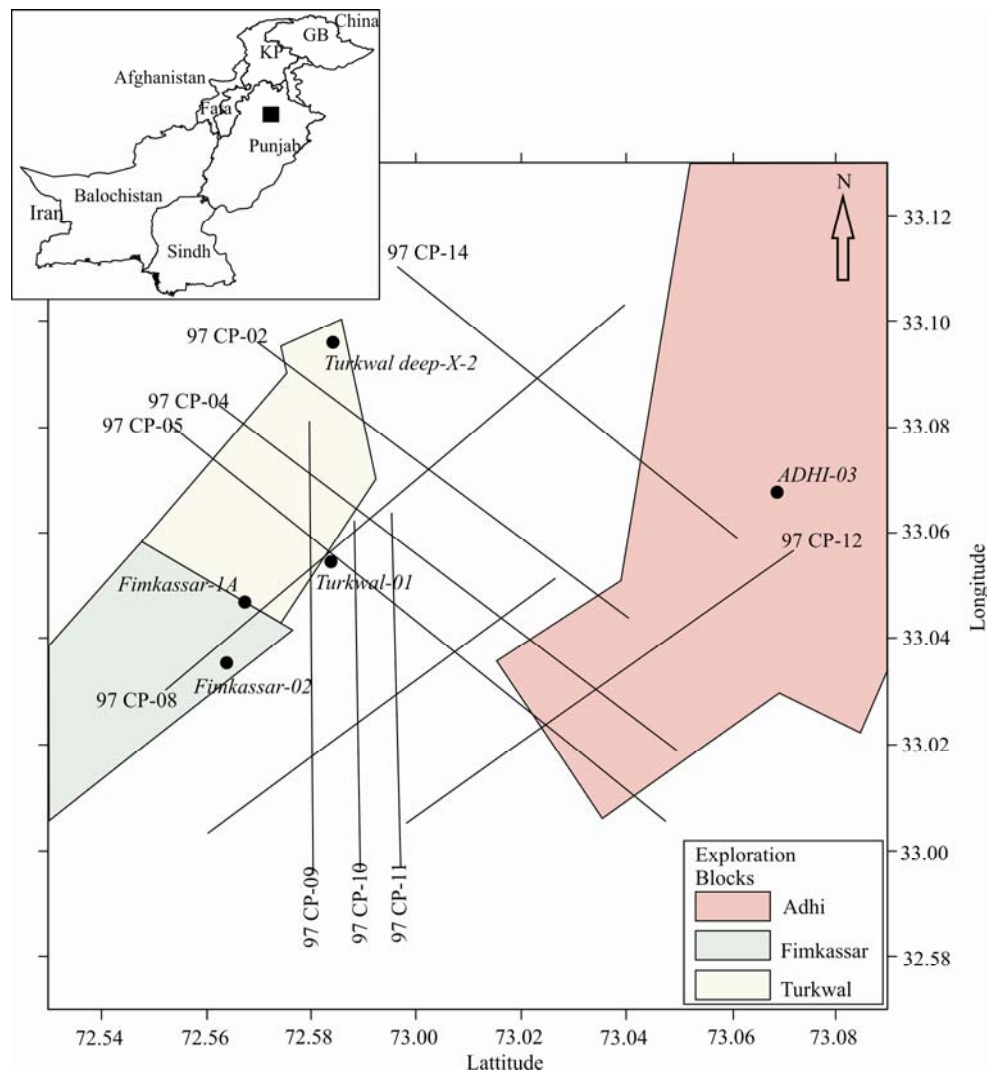 China
GB
KP
Afghanistan
Fata
Punjab
Balochistan
Iran
Sindh
N
97 CP-14
97 CP-02
Turkwal deep-X-2
97 CP-04
97 CP-05
ADHI-03
97 CP-12
Fimkassar-1A
Turkwal-01
Fimkassar-02
97 CP-08
97 CP-09
97 CP-10
97 CP-11
33.12
33.10
33.08
33.06
33.04
33.02
33.00
32.58
Longitude
Exploration
Blocks
Adhi
Fimkassar
Turkwal
72.54
72.56
72.58
73.00
73.02
73.04
73.06
73.08
Lattitude